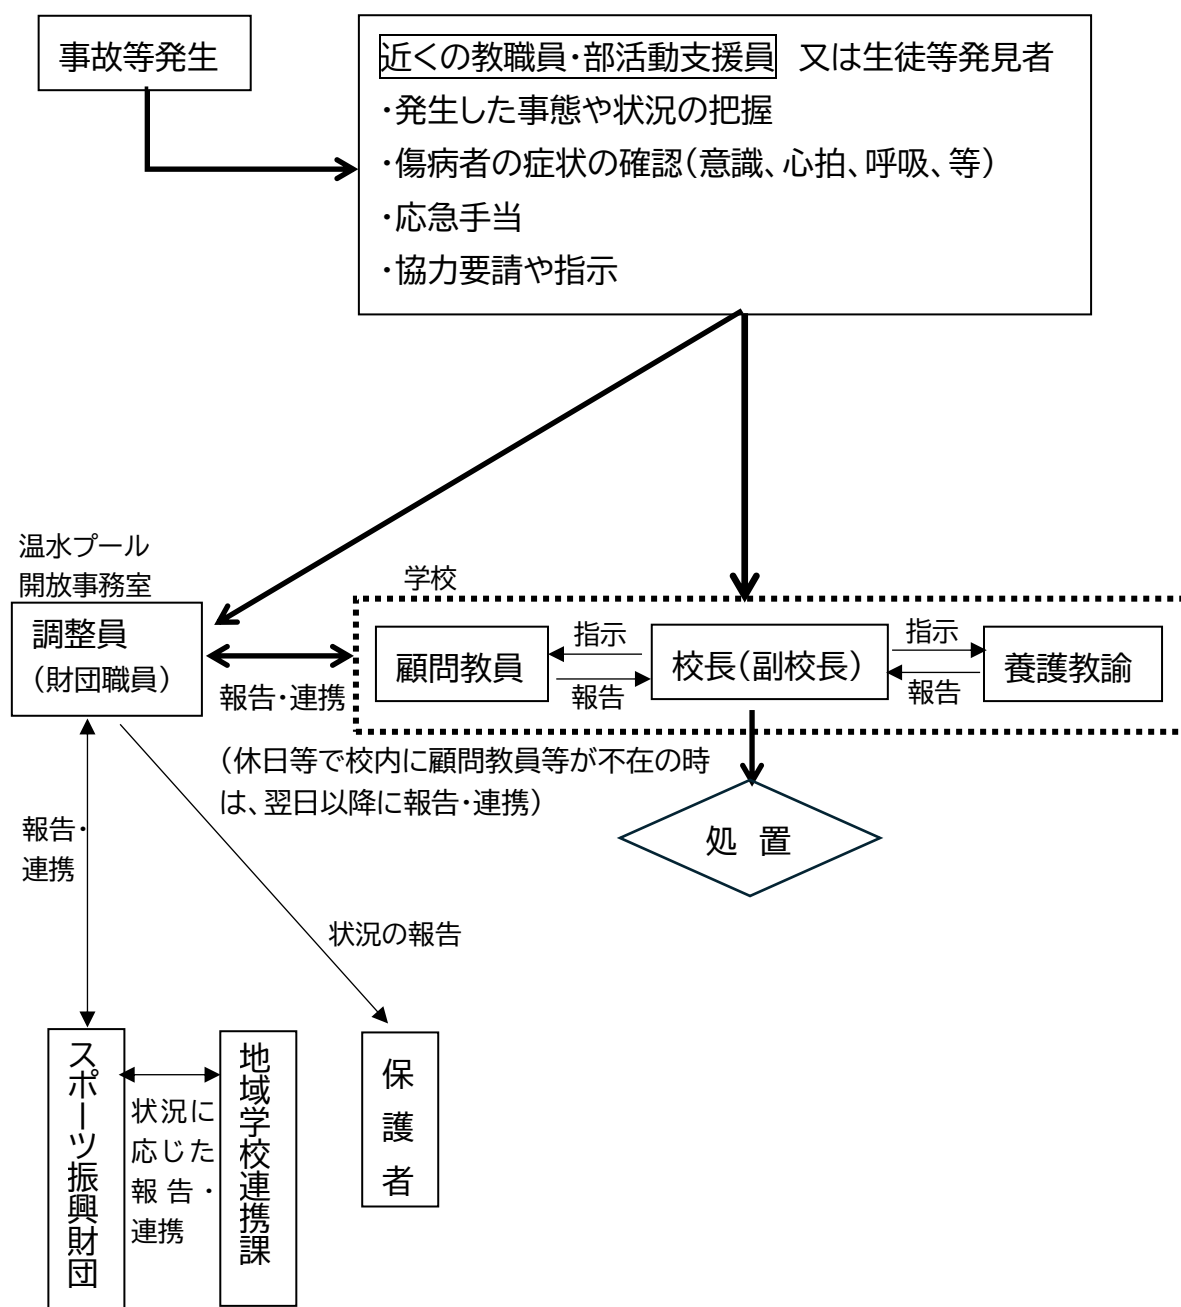 事故等発生
近くの教職員・部活動支援員 又は生徒等発見者
・発生した事態や状況の把握
・傷病者の症状の確認（意識、心拍、呼吸、等）
・応急手当
・協力要請や指示
温水プール
開放事務室
調整員
（財団職員）
報告・連携
学校
顧問教員
指示
報告
校長（副校長）
指示
報告
養護教諭
（休日等で校内に顧問教員等が不在の時
は、翌日以降に報告・連携）
処 置
報告・
連携
状況の報告
スポーツ振興財団
状況に
応じた
報告・
連携
地域学校連携課
保護者